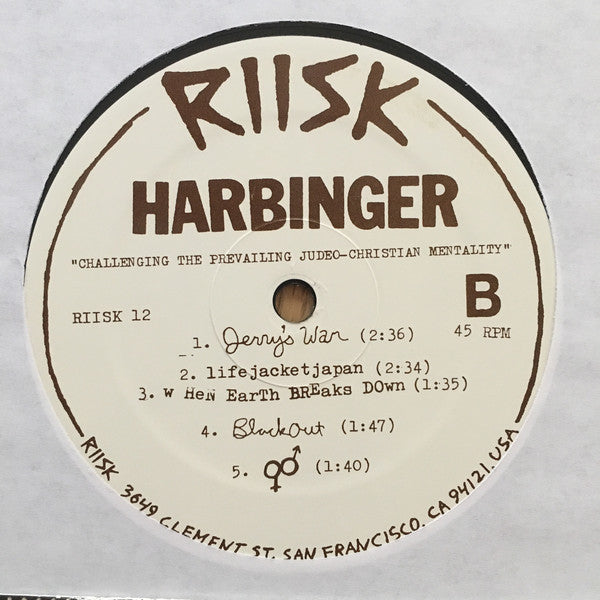 RIISK
HARBINGER
"CHALLENGING THE PREVAILING JUDEO-CHRISTIAN MENTALITY"
RIISK 12
B
45 RPM
1. Jerry's War (2:36)
2. lifejacketjapan (2:34)
3. W HeN EarTh BREaks DOwn (1:35)
4. BlackOut (1:47)
5. ♀♂ (1:40)
RIISK 3649 CLEMENT ST. SAN FRANCISCO. CA 94121. USA